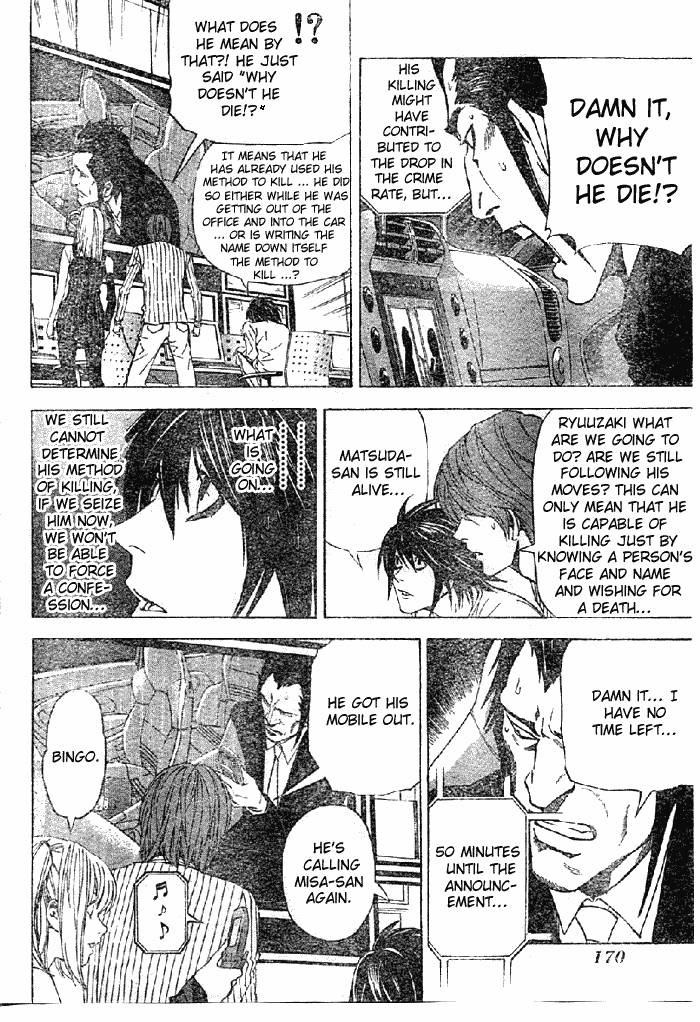 DAMN IT,
WHY
DOESN'T
HE DIE!?
HIS
KILLING
MIGHT
HAVE
CONTRI-
BUTED TO
THE DROP IN
THE CRIME
RATE, BUT...
!?
WHAT DOES
HE MEAN BY
THAT?! HE JUST
SAID "WHY
DOESN'T HE
DIE!?"
IT MEANS THAT HE
HAS ALREADY USED HIS
METHOD TO KILL ... HE DID
SO EITHER WHILE HE WAS
GETTING OUT OF THE
OFFICE AND INTO THE CAR
... OR IS WRITING THE
NAME DOWN ITSELF
THE METHOD TO
KILL ...?
RYUUZAKI WHAT
ARE WE GOING TO
DO? ARE WE STILL
FOLLOWING HIS
MOVES? THIS CAN
ONLY MEAN THAT HE
IS CAPABLE OF
KILLING JUST BY
KNOWING A PERSON'S
FACE AND NAME
AND WISHING FOR
A DEATH...
MATSUDA-
SAN IS STILL
ALIVE...
WHAT
IS
GOING
ON...
WE STILL
CANNOT
DETERMINE
HIS METHOD
OF KILLING,
IF WE SEIZE
HIM NOW,
WE WON'T
BE ABLE
TO FORCE
A CONFE-
SSION...
DAMN IT... I
HAVE NO
TIME LEFT...
50 MINUTES
UNTIL THE
ANNOUNC-
EMENT...
HE GOT HIS
MOBILE OUT.
BINGO.
HE'S
CALLING
MISA-SAN
AGAIN.
170